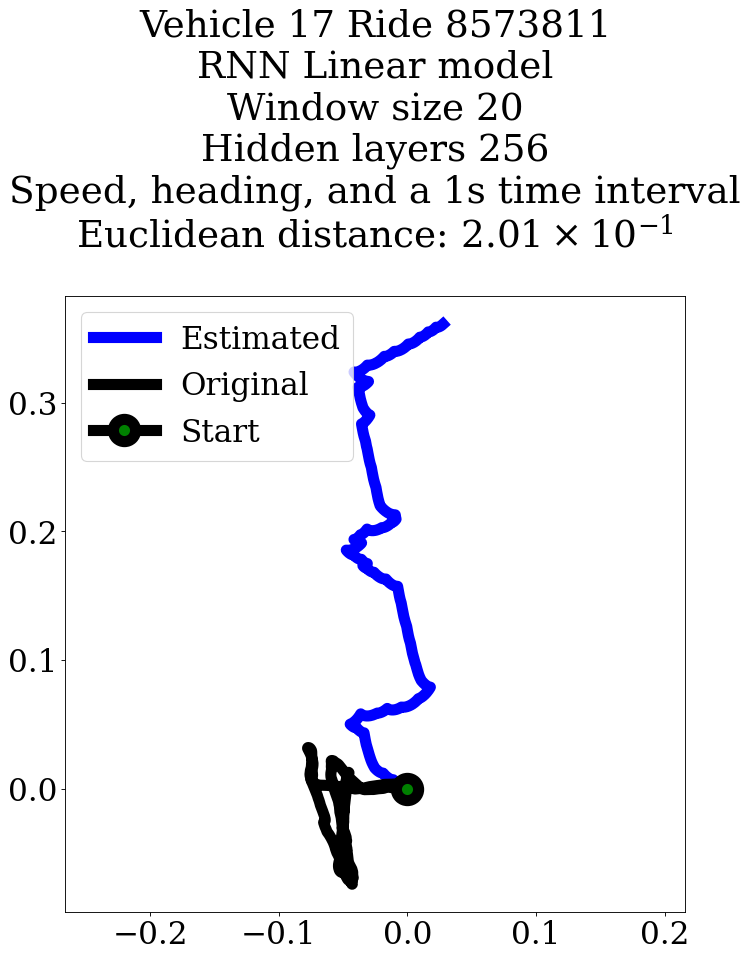 Vehicle 17 Ride 8573811
RNN Linear model
Window size 20
Hidden layers 256
Speed, heading, and a 1s time interval
Euclidean distance: 2.01 × 10⁻¹
Estimated
Original
Start
0.3
0.2
0.1
0.0
−0.2 −0.1 0.0 0.1 0.2